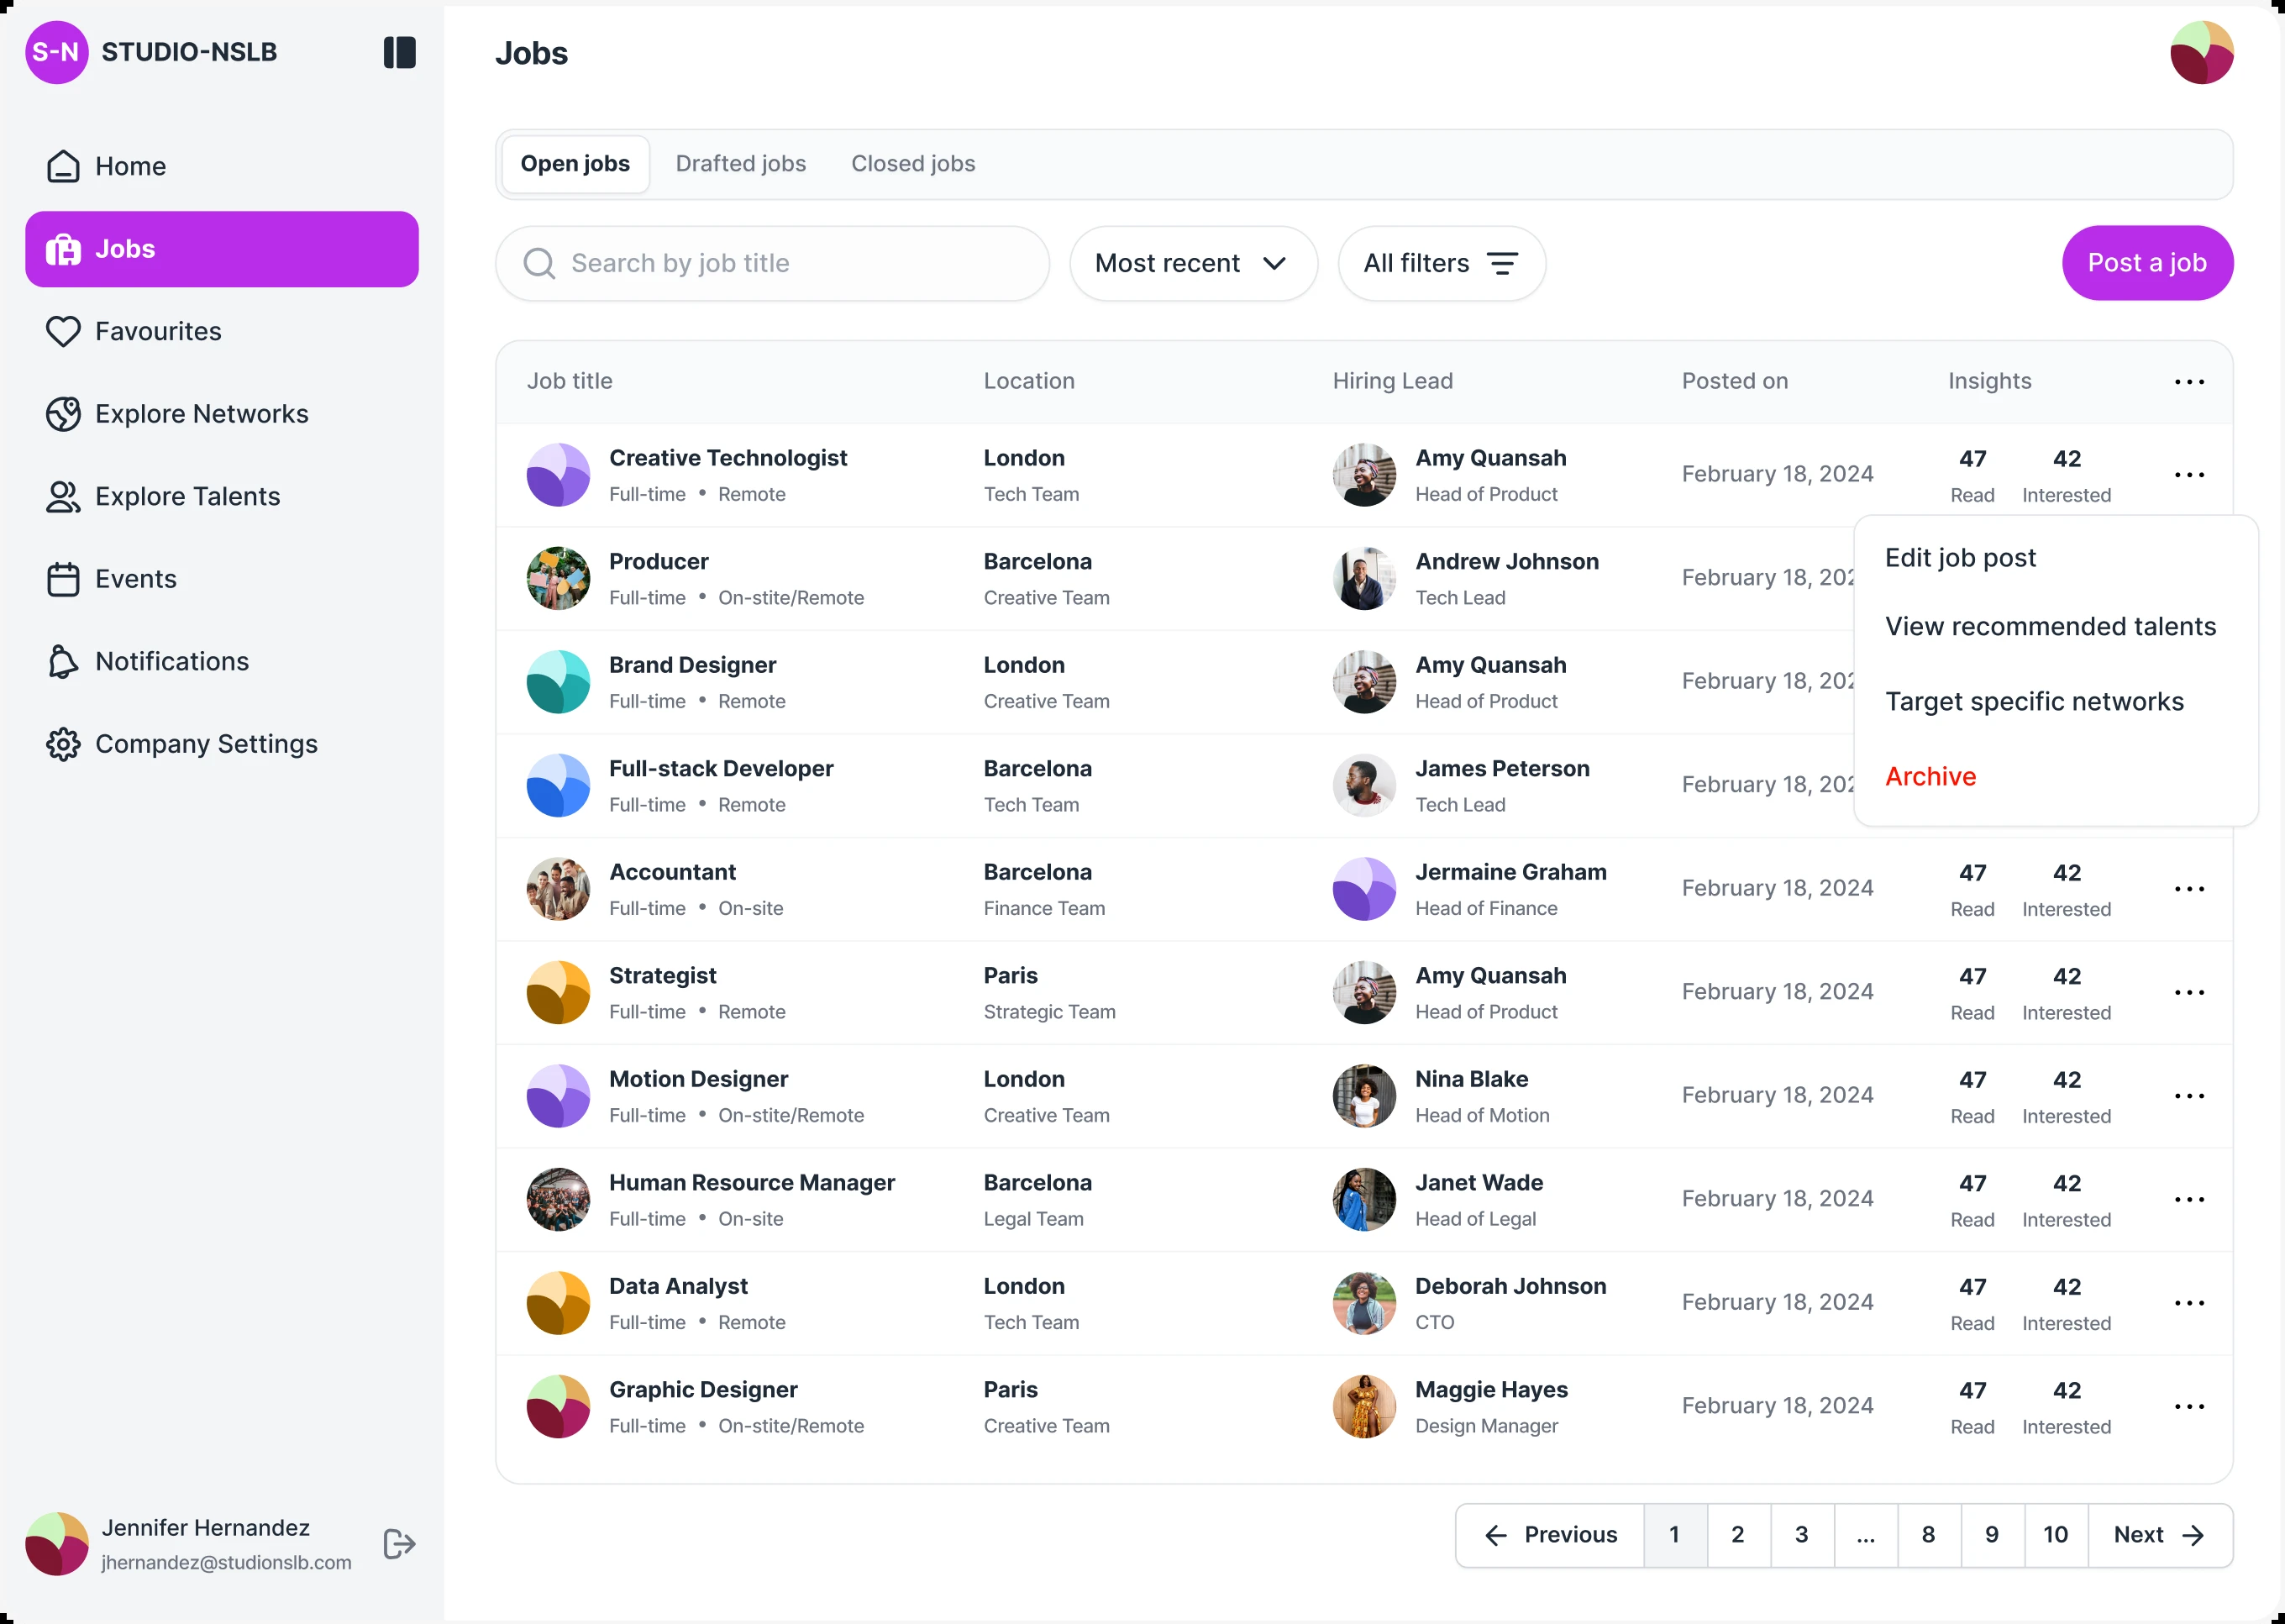 S-N STUDIO-NSLB
Jobs
Home
Jobs
Favourites
Explore Networks
Explore Talents
Events
Notifications
Company Settings
Jennifer Hernandez
jhernandez@studionslb.com
Open jobs Drafted jobs Closed jobs
Search by job title Most recent All filters Post a job
Job title Location Hiring Lead Posted on Insights ...
Creative Technologist London Amy Quansah February 18, 2024 47 42
Full-time • Remote Tech Team Head of Product Read Interested
Producer Barcelona Andrew Johnson February 18, 202
Full-time • On-stite/Remote Creative Team Tech Lead
Brand Designer London Amy Quansah February 18, 202
Full-time • Remote Creative Team Head of Product
Full-stack Developer Barcelona James Peterson February 18, 202
Full-time • Remote Tech Team Tech Lead
Edit job post
View recommended talents
Target specific networks
Archive
Accountant Barcelona Jermaine Graham February 18, 2024 47 42
Full-time • On-site Finance Team Head of Finance Read Interested
Strategist Paris Amy Quansah February 18, 2024 47 42
Full-time • Remote Strategic Team Head of Product Read Interested
Motion Designer London Nina Blake February 18, 2024 47 42
Full-time • On-stite/Remote Creative Team Head of Motion Read Interested
Human Resource Manager Barcelona Janet Wade February 18, 2024 47 42
Full-time • On-site Legal Team Head of Legal Read Interested
Data Analyst London Deborah Johnson February 18, 2024 47 42
Full-time • Remote Tech Team CTO Read Interested
Graphic Designer Paris Maggie Hayes February 18, 2024 47 42
Full-time • On-stite/Remote Creative Team Design Manager Read Interested
Previous 1 2 3 ... 8 9 10 Next